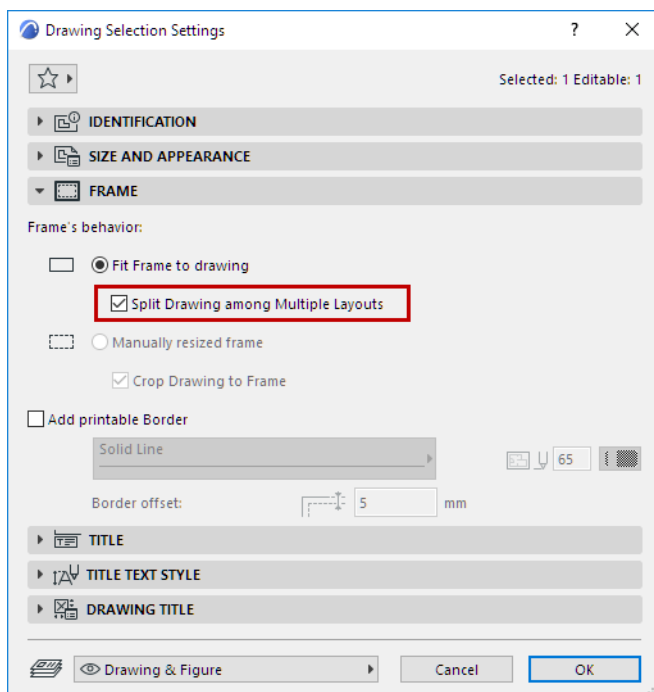 Drawing Selection Settings
Selected: 1 Editable: 1
IDENTIFICATION
SIZE AND APPEARANCE
FRAME
Frame's behavior:
Fit Frame to drawing
Split Drawing among Multiple Layouts
Manually resized frame
Crop Drawing to Frame
Add printable Border
Solid Line
65
Border offset: 5 mm
TITLE
TITLE TEXT STYLE
DRAWING TITLE
Drawing & Figure Cancel OK